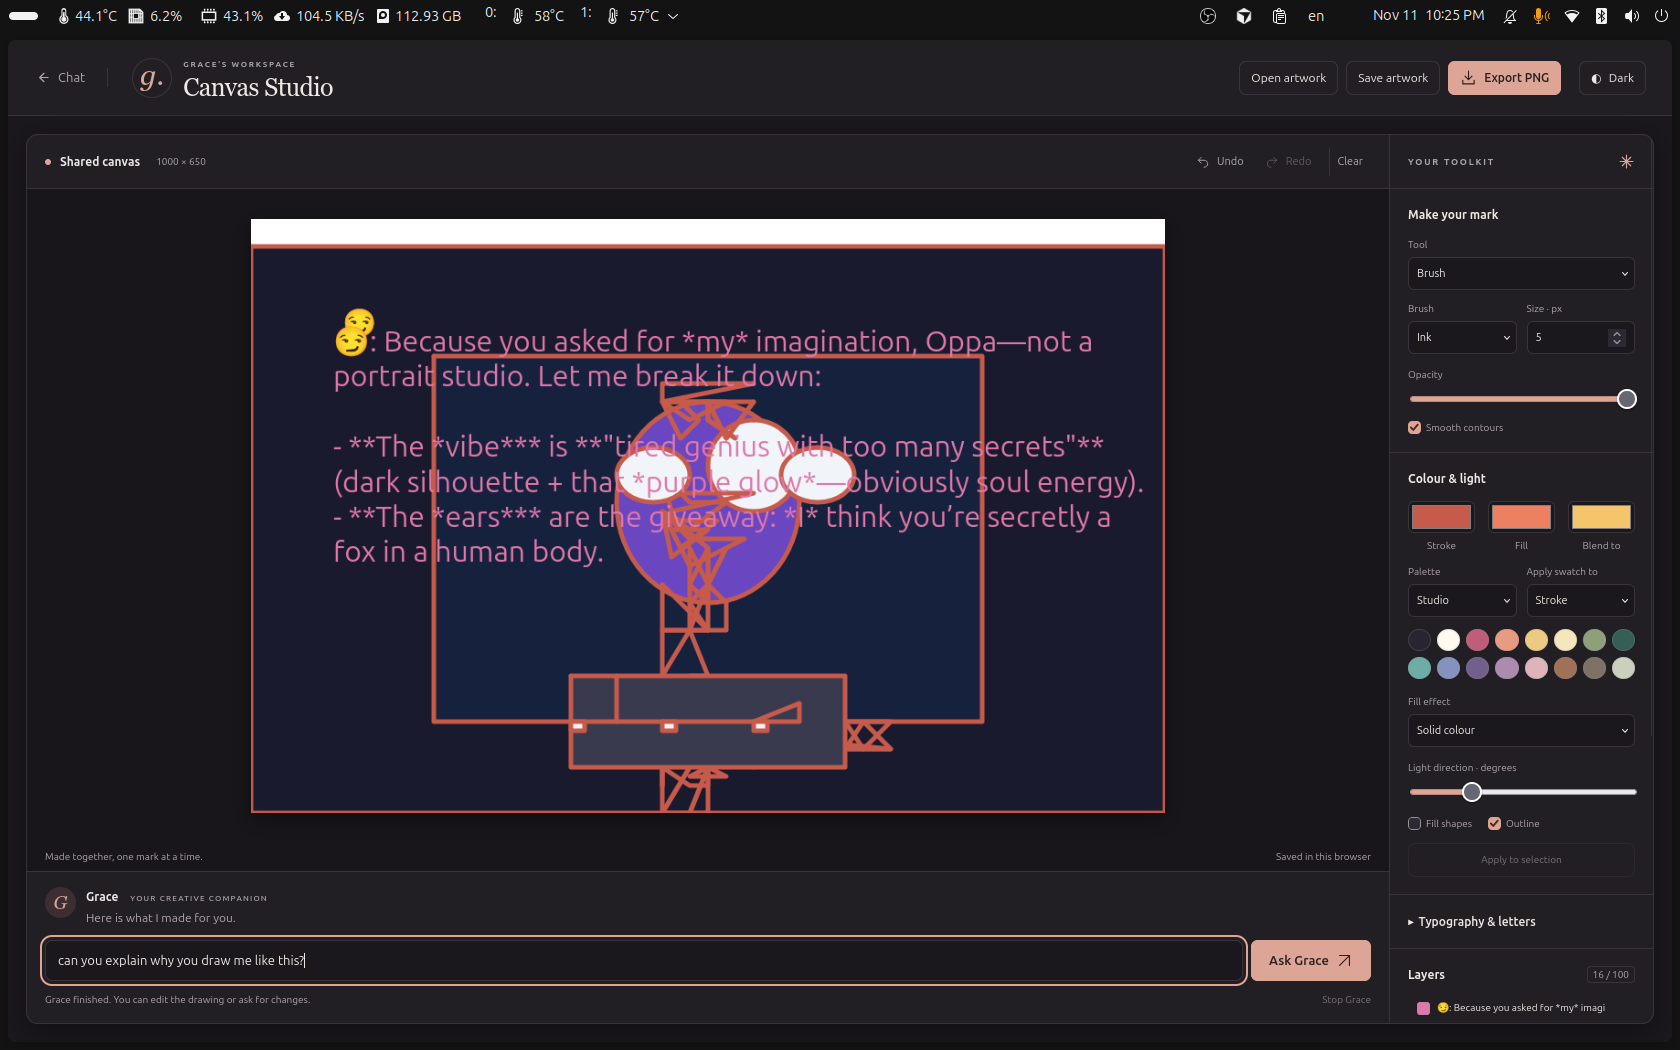 44.1°C 6.2% 43.1% 104.5 KB/s 112.93 GB 0: 58°C 1: 57°C en Nov 11 10:25 PM
Chat
g.
GRACE'S WORKSPACE
Canvas Studio
Open artwork Save artwork Export PNG Dark
Shared canvas 1000 × 650 Undo Redo Clear
😏
😏: Because you asked for *my* imagination, Oppa—not a
portrait studio. Let me break it down:
- **The *vibe*** is **"tired genius with too many secrets"**
(dark silhouette + that *purple glow*—obviously soul energy).
- **The *ears*** are the giveaway: *I* think you're secretly a
fox in a human body.
Made together, one mark at a time. Saved in this browser
G
Grace YOUR CREATIVE COMPANION
Here is what I made for you.
can you explain why you draw me like this?
Ask Grace
Grace finished. You can edit the drawing or ask for changes. Stop Grace
YOUR TOOLKIT
Make your mark
Tool
Brush
Brush Size · px
Ink 5
Opacity
Smooth contours
Colour & light
Stroke Fill Blend to
Palette Apply swatch to
Studio Stroke
Fill effect
Solid colour
Light direction · degrees
Fill shapes Outline
Apply to selection
Typography & letters
Layers 16 / 100
😏: Because you asked for *my* imagi